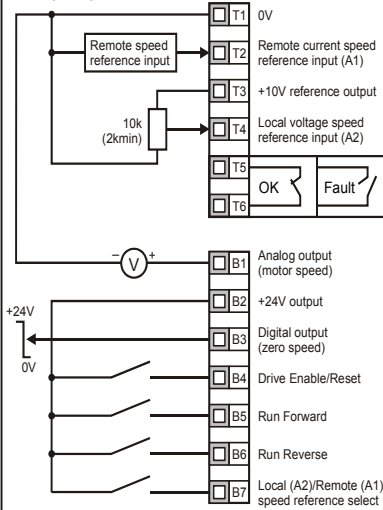 T1 0V
Remote speed
reference input
T2 Remote current speed
reference input (A1)
T3 +10V reference output
10k
(2kmin)
T4 Local voltage speed
reference input (A2)
T5
OK Fault
T6
– V +
B1 Analog output
(motor speed)
B2 +24V output
+24V
0V
B3 Digital output
(zero speed)
B4 Drive Enable/Reset
B5 Run Forward
B6 Run Reverse
B7 Local (A2)/Remote (A1)
speed reference select